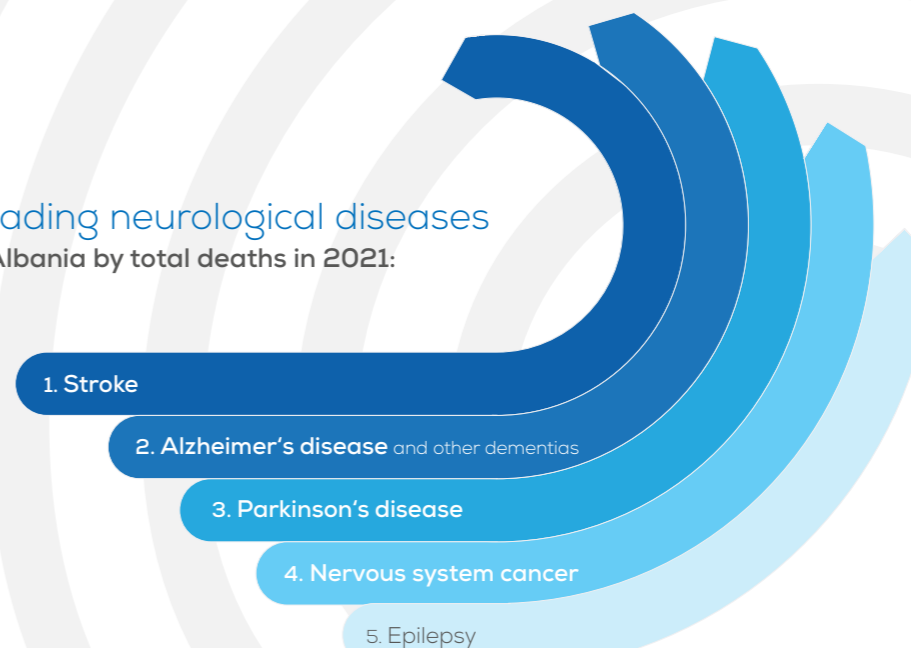 ading neurological diseases
Albania by total deaths in 2021:
1. Stroke
2. Alzheimer's disease and other dementias
3. Parkinson's disease
4. Nervous system cancer
5. Epilepsy